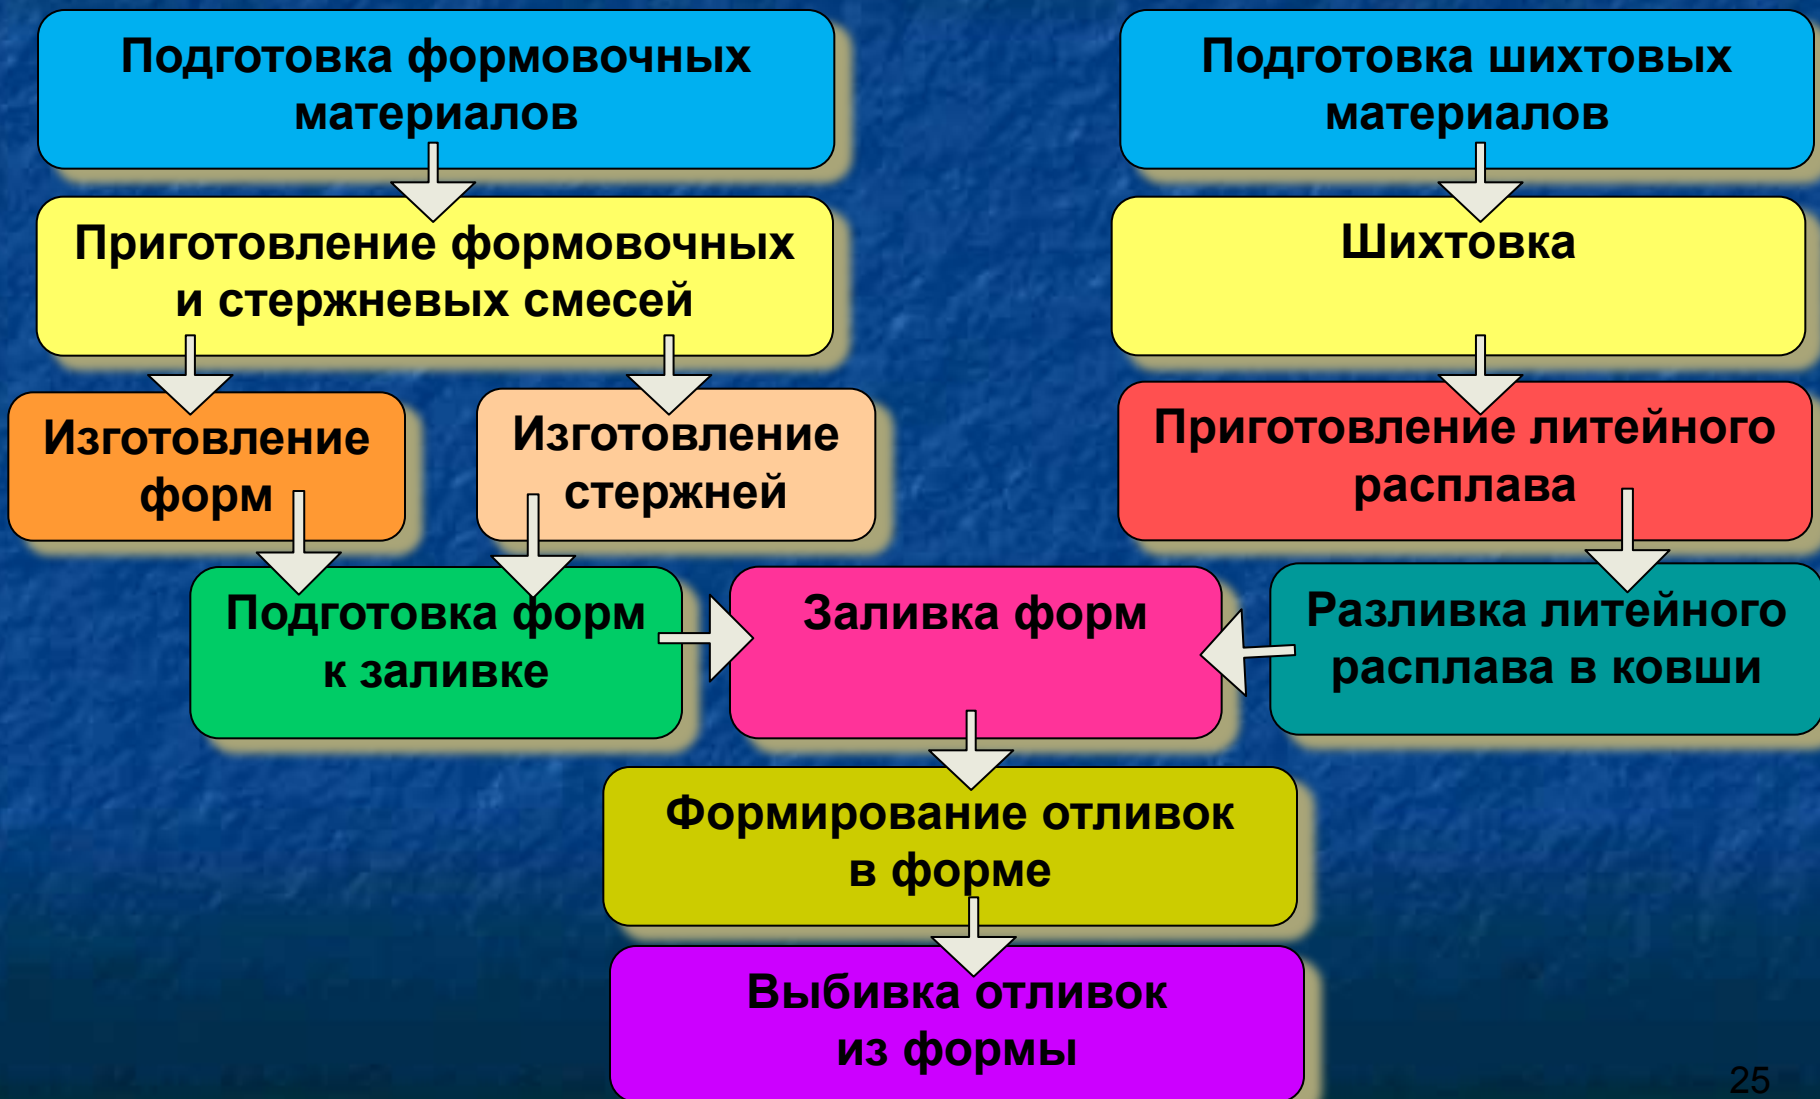 Подготовка формовочных
материалов
Подготовка шихтовых
материалов
Приготовление формовочных
и стержневых смесей
Шихтовка
Изготовление
форм
Изготовление
стержней
Приготовление литейного
расплава
Подготовка форм
к заливке
Заливка форм
Разливка литейного
расплава в ковши
Формирование отливок
в форме
Выбивка отливок
из формы
25